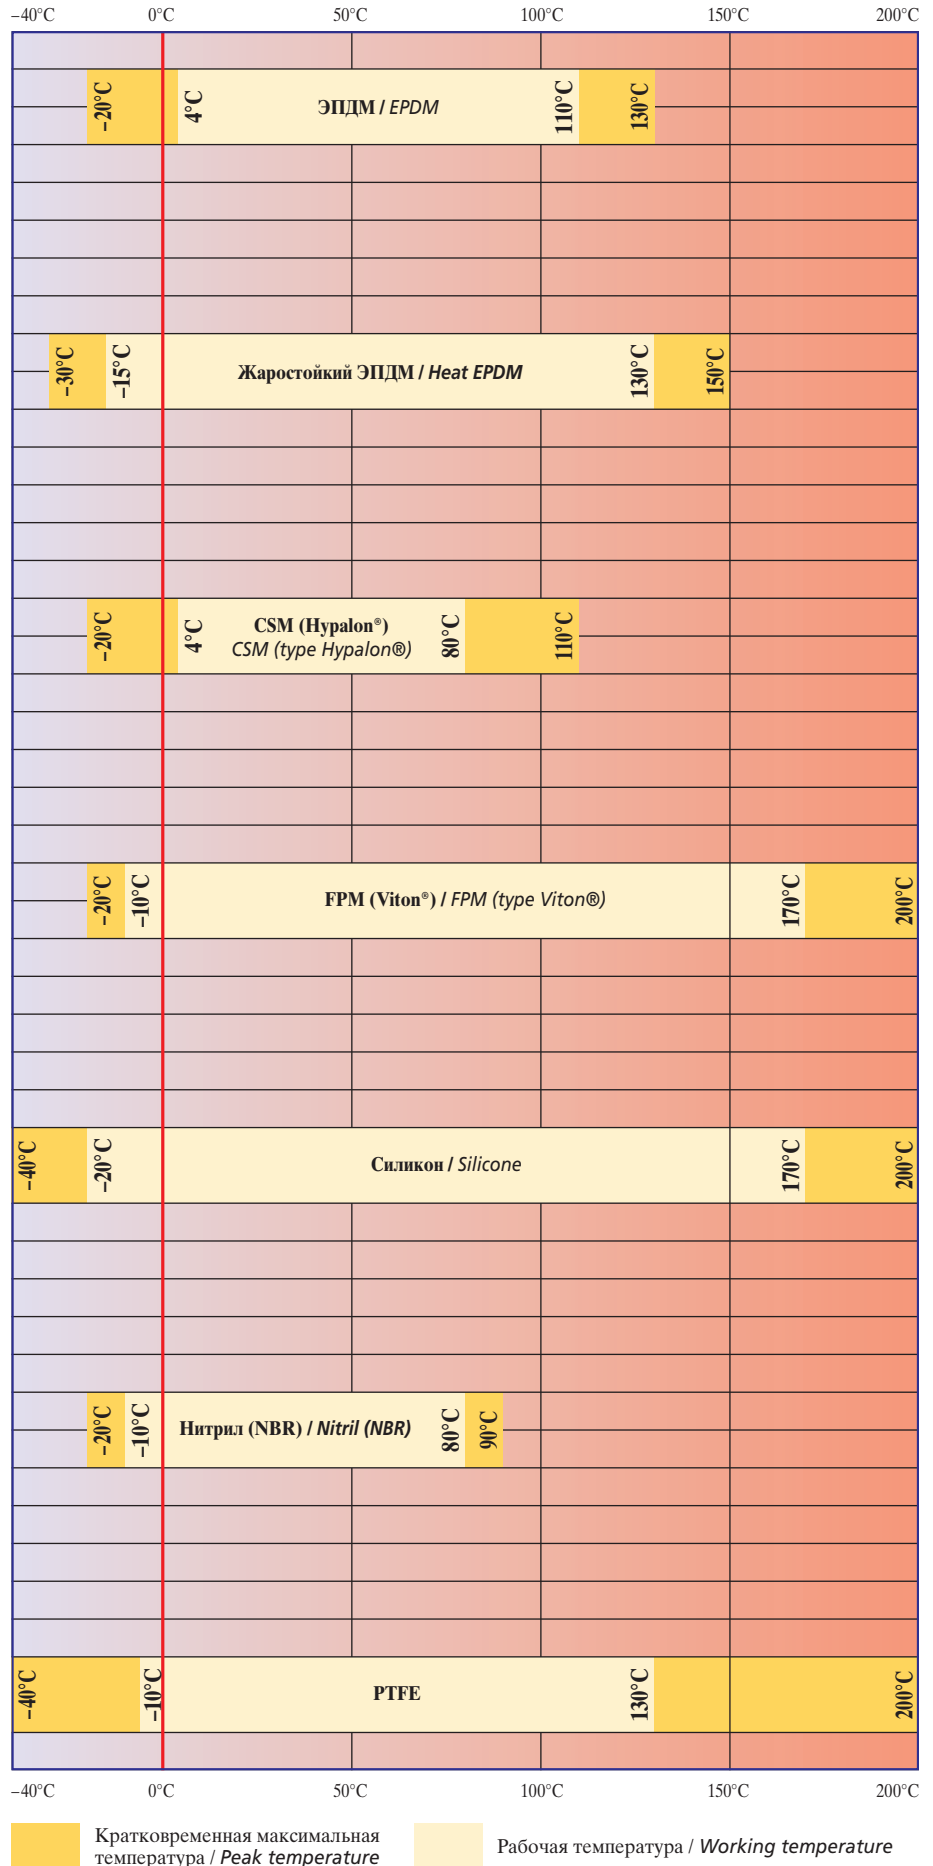 –40°C 0°C 50°C 100°C 150°C 200°C
–20°C 4°C ЭПДМ / EPDM 110°C 130°C
–30°C –15°C Жаростойкий ЭПДМ / Heat EPDM 130°C 150°C
–20°C 4°C CSM (Hypalon®) 80°C 110°C
CSM (type Hypalon®)
–20°C –10°C FPM (Viton®) / FPM (type Viton®) 170°C 200°C
–40°C –20°C Силикон / Silicone 170°C 200°C
–20°C –10°C Нитрил (NBR) / Nitril (NBR) 80°C 90°C
–40°C –10°C PTFE 130°C 200°C
–40°C 0°C 50°C 100°C 150°C 200°C
Кратковременная максимальная
температура / Peak temperature
Рабочая температура / Working temperature